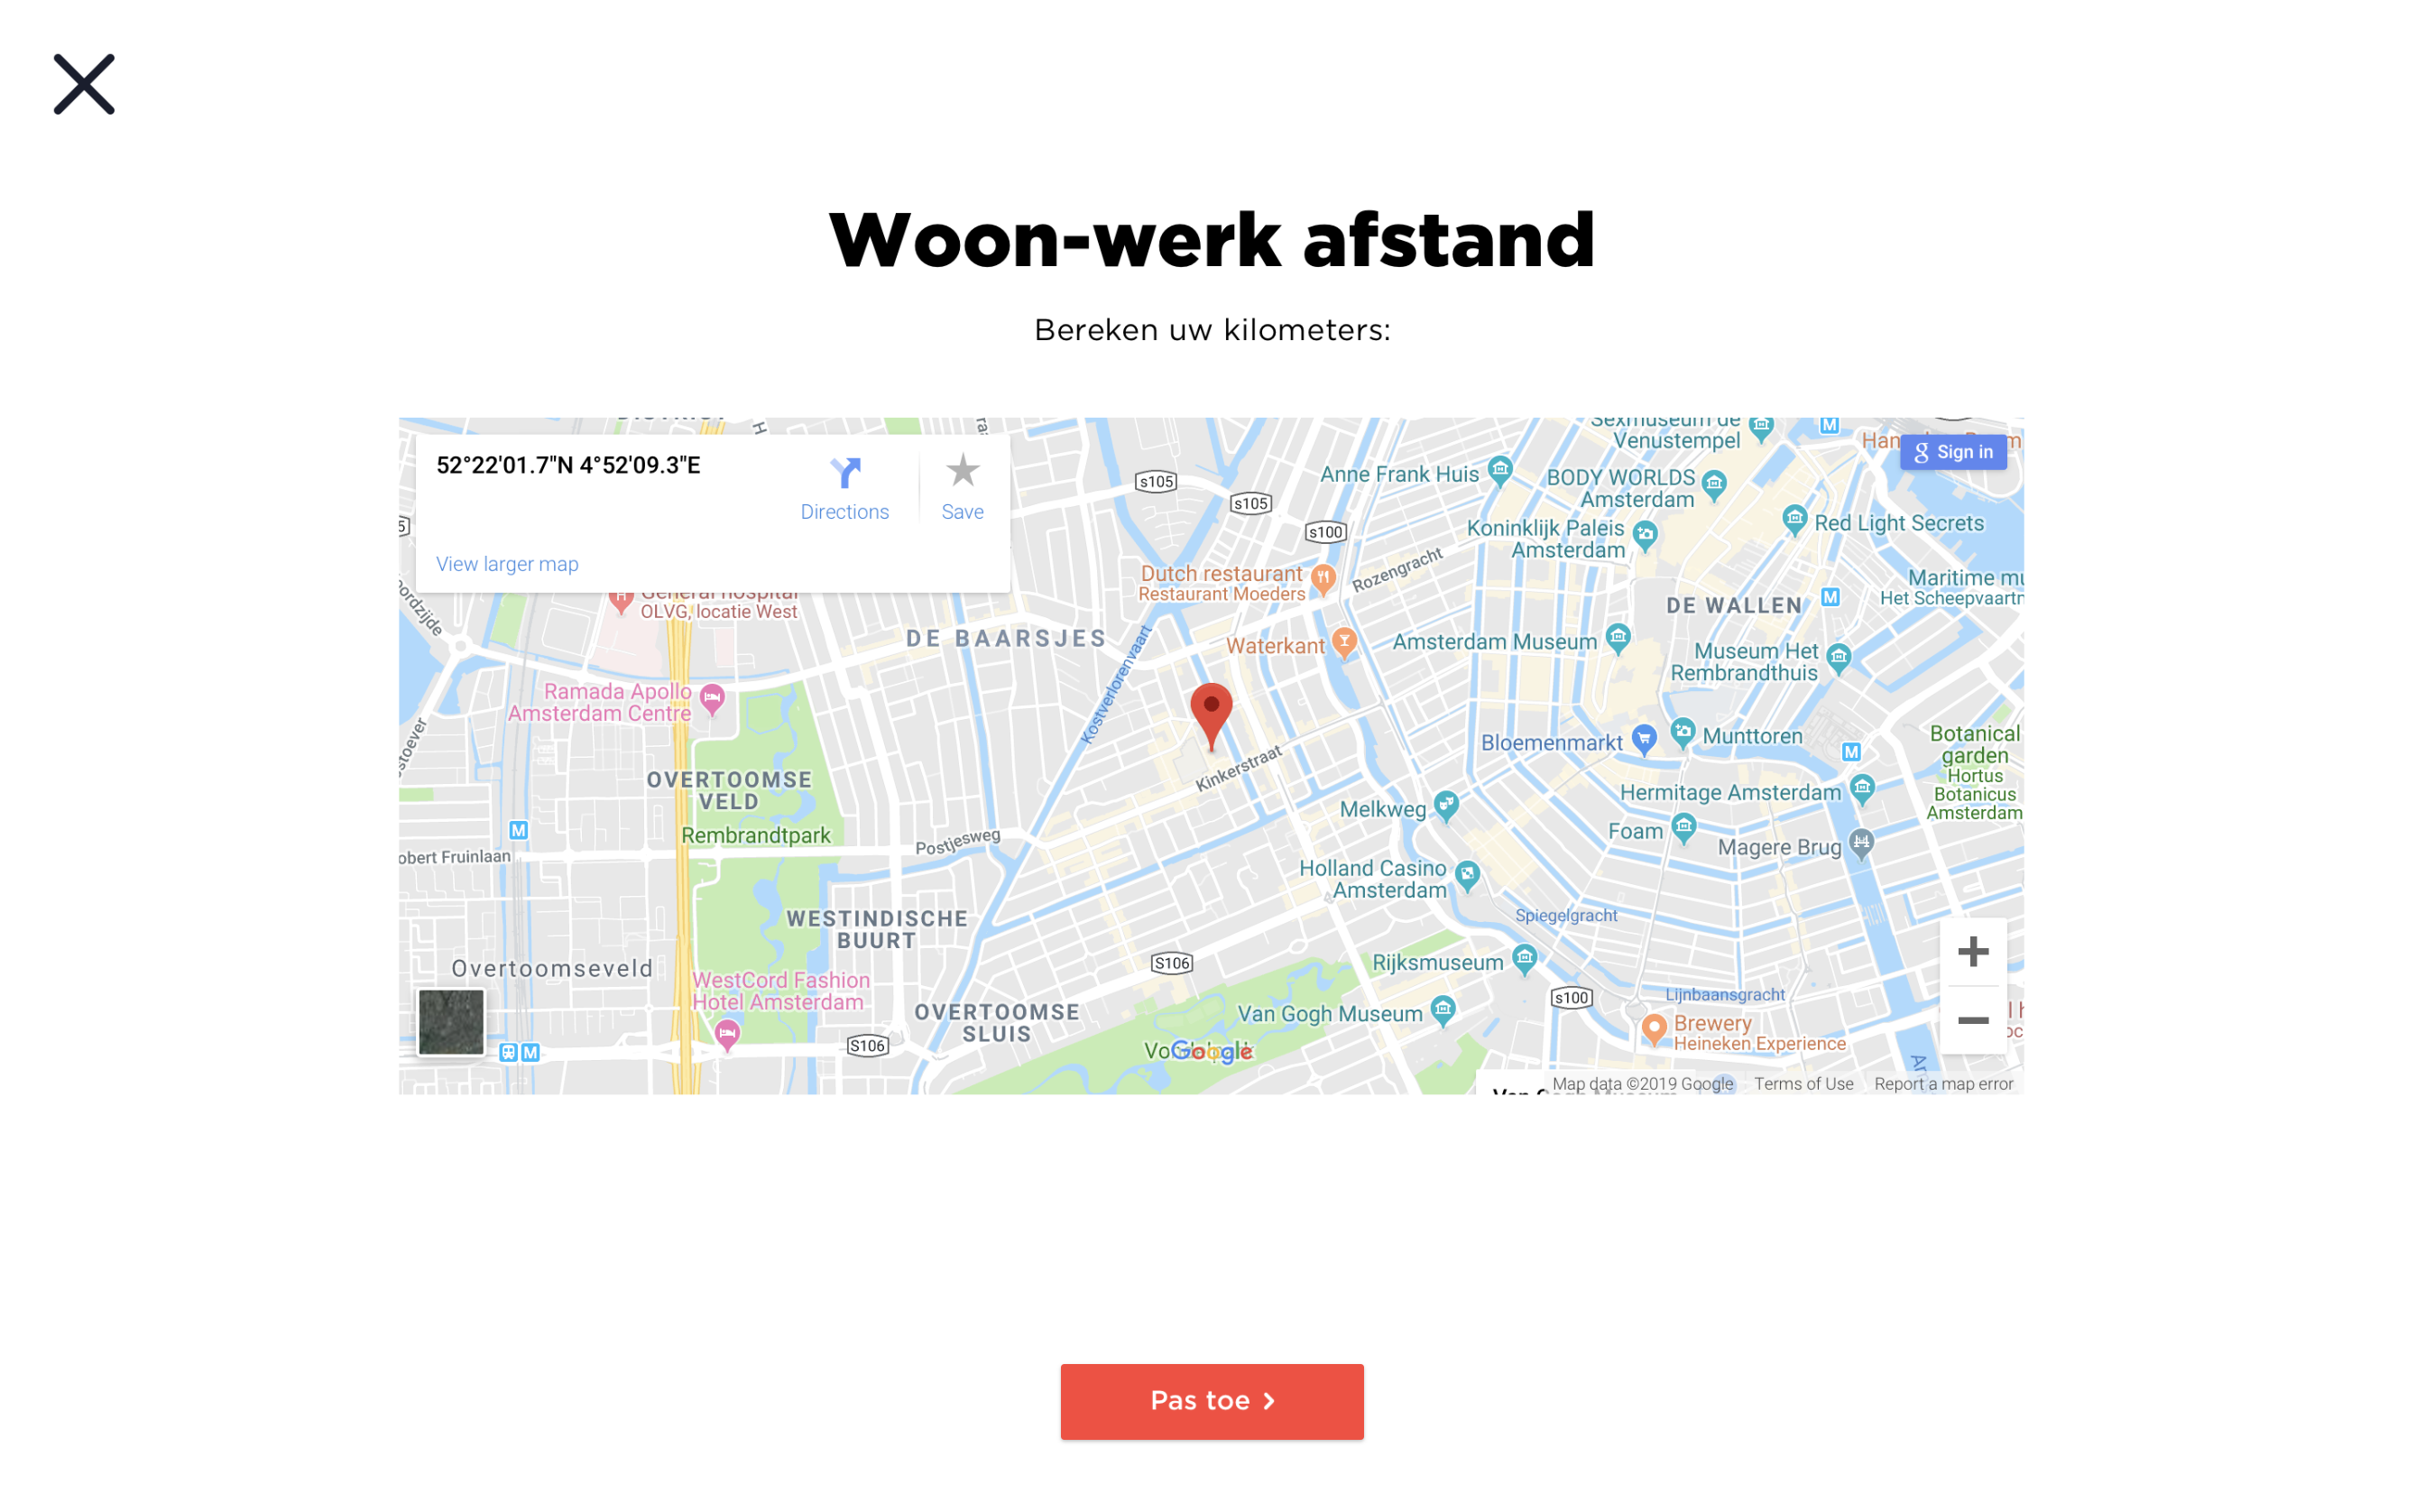 Woon-werk afstand
Bereken uw kilometers:
52°22'01.7"N 4°52'09.3"E
Directions
Save
View larger map
Sign in
Venustempel
Anne Frank Huis
BODY WORLDS
Amsterdam
s105
s105
s100
Koninklijk Paleis
Amsterdam
Red Light Secrets
Rozengracht
Dutch restaurant
Restaurant Moeders
Maritime mu
Het Scheepvaartm
General hospital
OLVG, locatie West
DE WALLEN
DE BAARSJES
Kostverlorenvaart
Waterkant
Amsterdam Museum
Museum Het
Rembrandthuis
Ramada Apollo
Amsterdam Centre
Bloemenmarkt
Munttoren
Botanical
garden
Hortus
Botanicus
Amsterdam
Kinkerstraat
OVERTOOMSE
VELD
Hermitage Amsterdam
Melkweg
Rembrandtpark
Postjesweg
Foam
Magere Brug
obert Fruinlaan
Holland Casino
Amsterdam
WESTINDISCHE
BUURT
Spiegelgracht
Overtoomseveld
S106
Rijksmuseum
WestCord Fashion
Hotel Amsterdam
s100
Lijnbaansgracht
OVERTOOMSE
SLUIS
Van Gogh Museum
Brewery
Heineken Experience
S106
Google
Map data ©2019 Google
Terms of Use
Report a map error
Pas toe